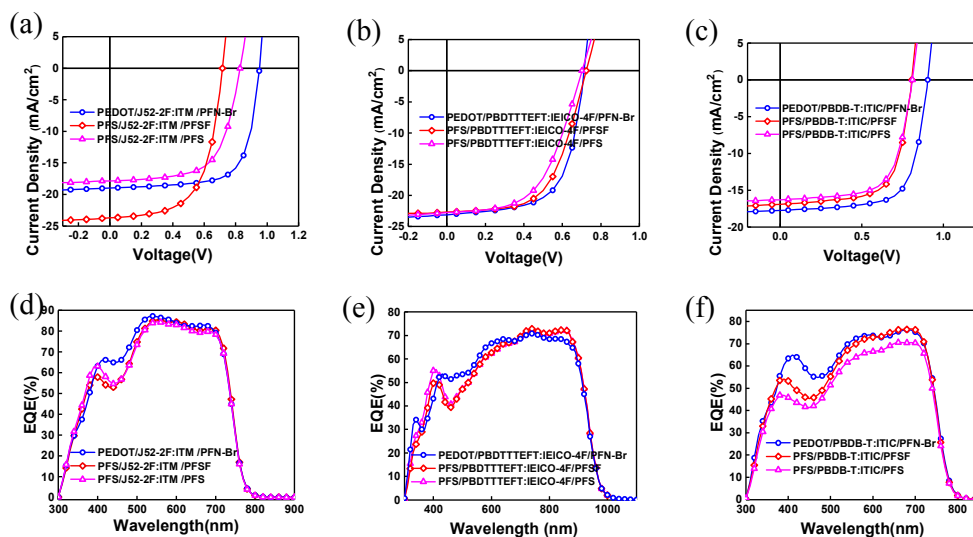 (a)
Current Density (mA/cm²)
0
-5
-10
-15
-20
-25
PEDOT/J52-2F:ITM /PFN-Br
PFS/J52-2F:ITM /PFSF
PFS/J52-2F:ITM /PFS
-0.2 0.0 0.2 0.4 0.6 0.8 1.0 1.2
Voltage(V)
(b)
Current Density (mA/cm²)
0
-5
-10
-15
-20
-25
PEDOT/PBDTTTEFT:IEICO-4F/PFN-Br
PFS/PBDTTTEFT:IEICO-4F/PFSF
PFS/PBDTTTEFT:IEICO-4F/PFS
-0.2 0.0 0.2 0.4 0.6 0.8 1.0
Voltage(V)
(c)
Current Density (mA/cm²)
5
0
-5
-10
-15
-20
PEDOT/PBDB-T:ITIC/PFN-Br
PFS/PBDB-T:ITIC/PFSF
PFS/PBDB-T:ITIC/PFS
0.0 0.4 0.8 1.2
Voltage(V)
(d)
EQE(%)
90
80
70
60
50
40
30
20
10
0
PEDOT/J52-2F:ITM /PFN-Br
PFS/J52-2F:ITM /PFSF
PFS/J52-2F:ITM /PFS
300 400 500 600 700 800 900
Wavelength(nm)
(e)
EQE(%)
80
70
60
50
40
30
20
10
0
PEDOT/PBDTTTEFT:IEICO-4F/PFN-Br
PFS/PBDTTTEFT:IEICO-4F/PFSF
PFS/PBDTTTEFT:IEICO-4F/PFS
400 600 800 1000
Wavelength (nm)
(f)
EQE(%)
80
70
60
50
40
30
20
10
0
PEDOT/PBDB-T:ITIC/PFN-Br
PFS/PBDB-T:ITIC/PFSF
PFS/PBDB-T:ITIC/PFS
300 400 500 600 700 800
Wavelength(nm)